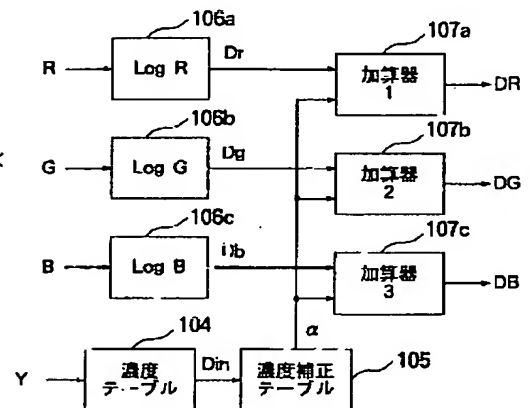 106a
107a
R
Log R
Dr
加算器
1
DR
106b
107b
G
Log G
Dg
加算器
2
DG
106c
107c
B
Log B
加算器
3
DB
α
104
105
Y
濃度
テーブル
Din
濃度補正
テーブル